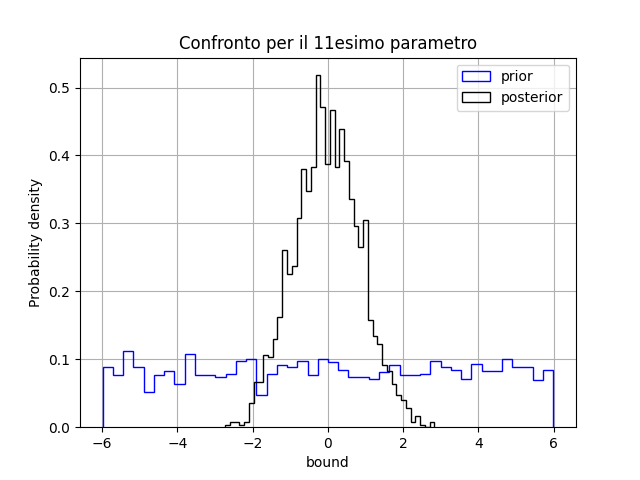 Confronto per il 11esimo parametro
prior
posterior
Probability density
0.5
0.4
0.3
0.2
0.1
0.0
−6
−4
−2
0
2
4
6
bound